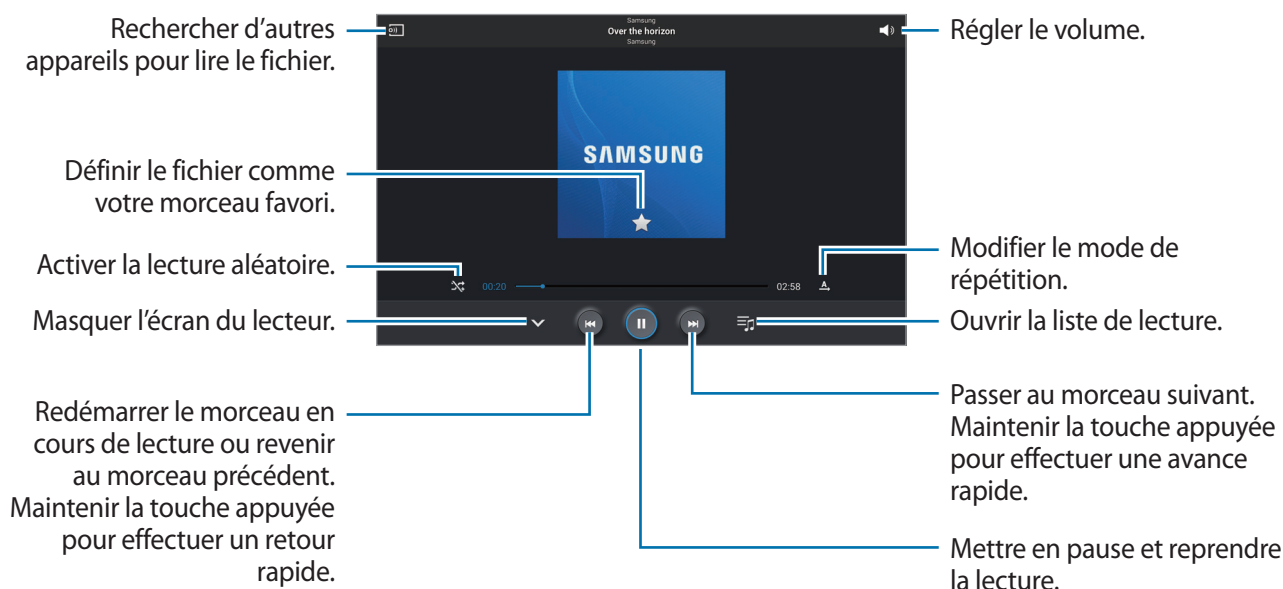 Rechercher d'autres
appareils pour lire le fichier.
Définir le fichier comme
votre morceau favori.
Activer la lecture aléatoire.
Masquer l'écran du lecteur.
Redémarrer le morceau en
cours de lecture ou revenir
au morceau précédent.
Maintenir la touche appuyée
pour effectuer un retour
rapide.
Samsung
Over the horizon
Samsung
SAMSUNG
00:20
02:58
A
Régler le volume.
Modifier le mode de
répétition.
Ouvrir la liste de lecture.
Passer au morceau suivant.
Maintenir la touche appuyée
pour effectuer une avance
rapide.
Mettre en pause et reprendre
la lecture.